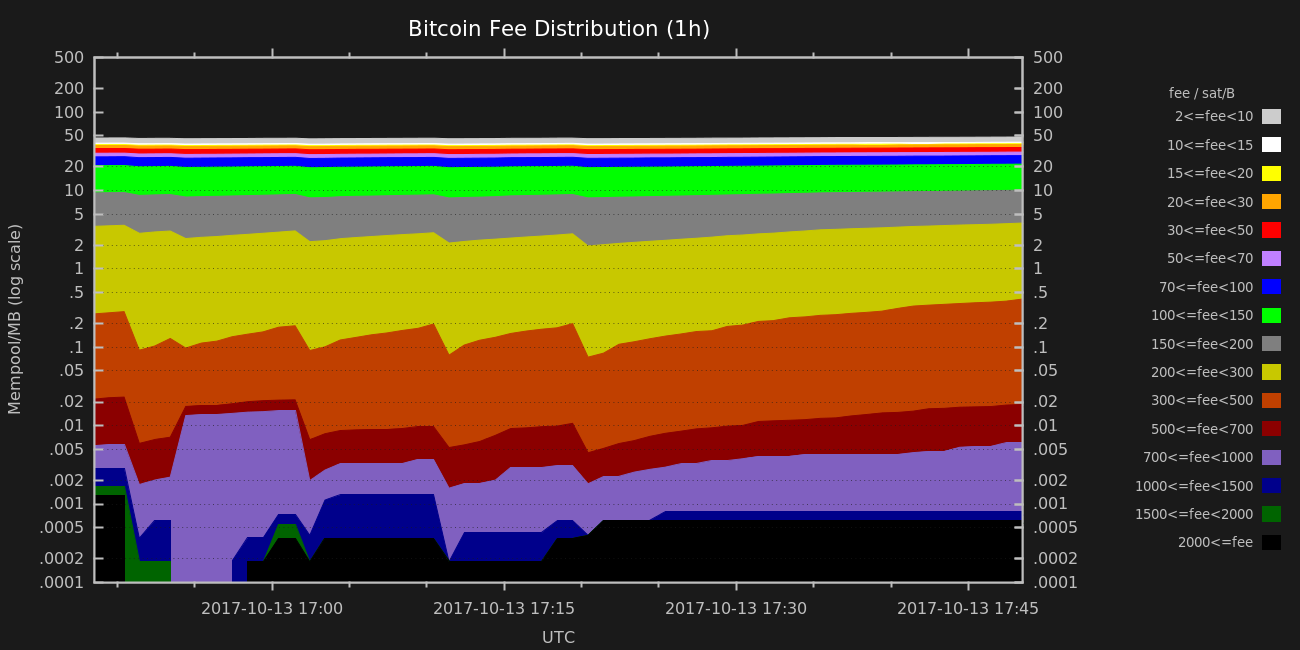 Bitcoin Fee Distribution (1h)
500
200
100
50
20
10
5
2
1
.5
.2
.1
.05
.02
.01
.005
.002
.001
.0005
.0002
.0001
Mempool/MB (log scale)
500
200
100
50
20
10
5
2
1
.5
.2
.1
.05
.02
.01
.005
.002
.001
.0005
.0002
.0001
2017-10-13 17:00 2017-10-13 17:15 2017-10-13 17:30 2017-10-13 17:45
UTC
fee / sat/B
2<=fee<10
10<=fee<15
15<=fee<20
20<=fee<30
30<=fee<50
50<=fee<70
70<=fee<100
100<=fee<150
150<=fee<200
200<=fee<300
300<=fee<500
500<=fee<700
700<=fee<1000
1000<=fee<1500
1500<=fee<2000
2000<=fee